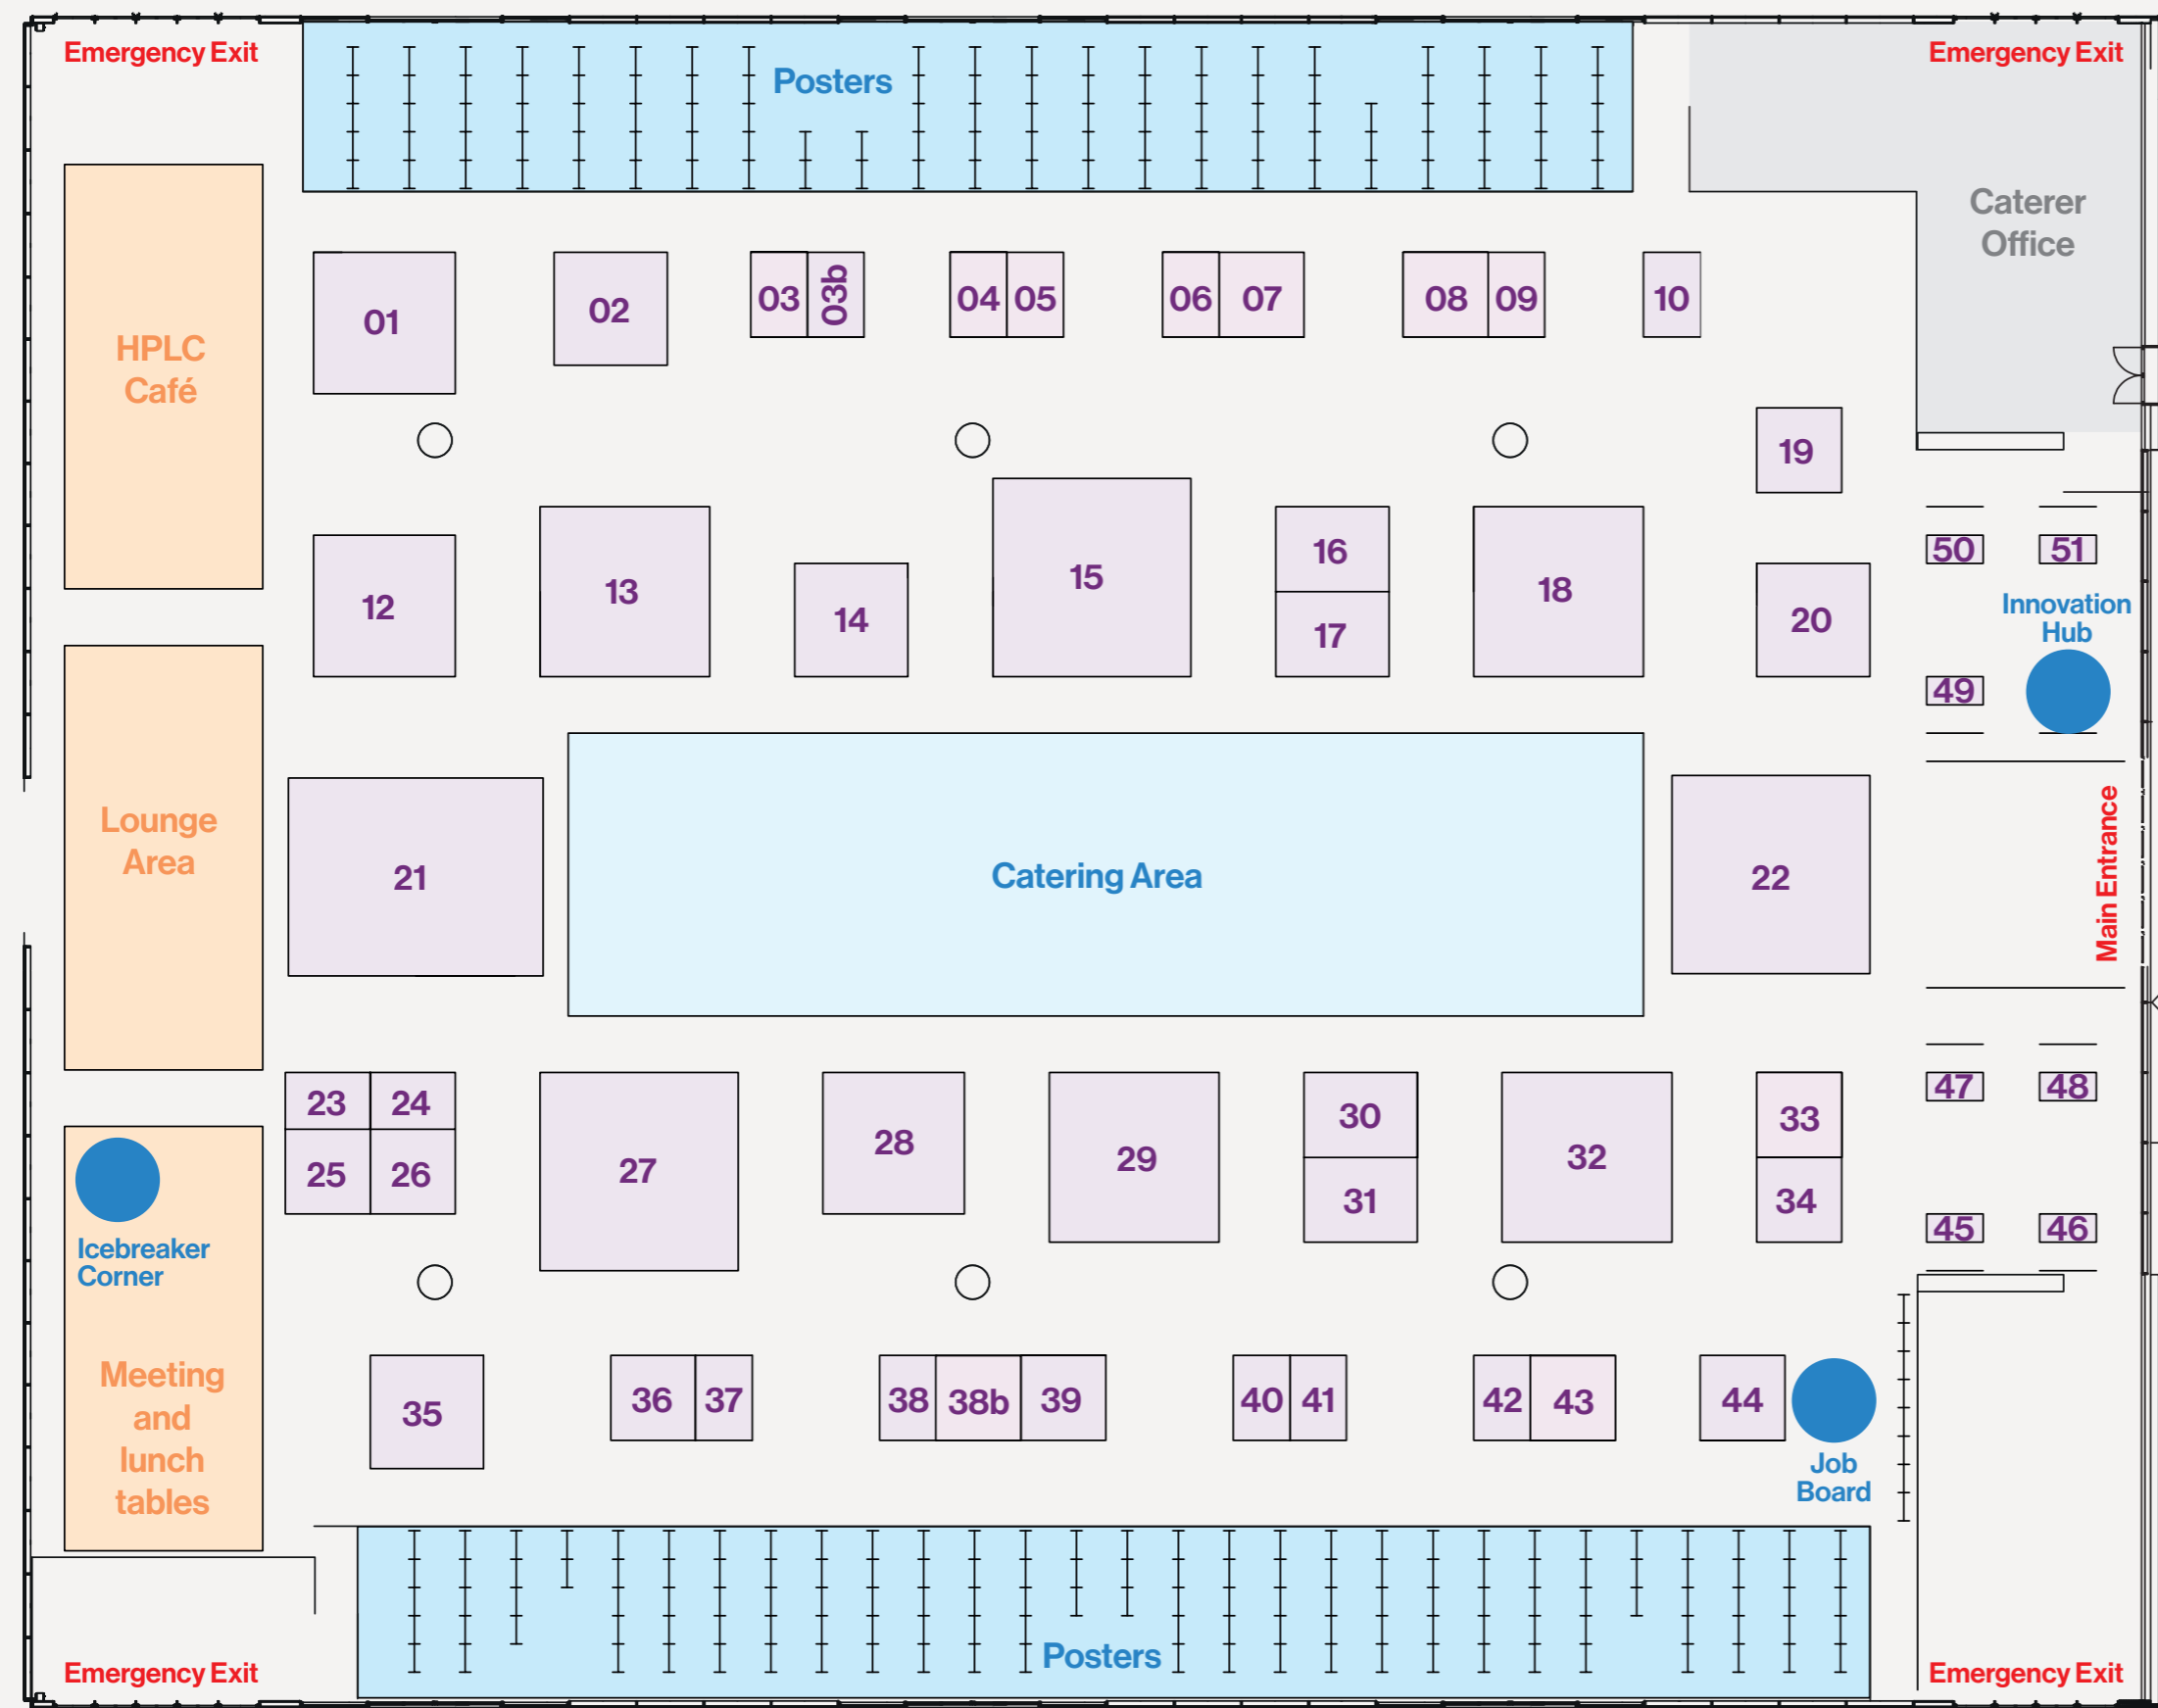 Emergency Exit
Posters
Emergency Exit
Caterer
Office
HPLC
Café
01
02
03
03b
04
05
06
07
08
09
10
19
12
13
14
15
16
17
18
20
50
51
Innovation
Hub
49
Lounge
Area
21
Catering Area
22
Main Entrance
23
24
25
26
27
28
29
30
31
32
33
34
47
48
45
46
Icebreaker
Corner
Meeting
and
lunch
tables
35
36
37
38
38b
39
40
41
42
43
44
Job
Board
Emergency Exit
Posters
Emergency Exit